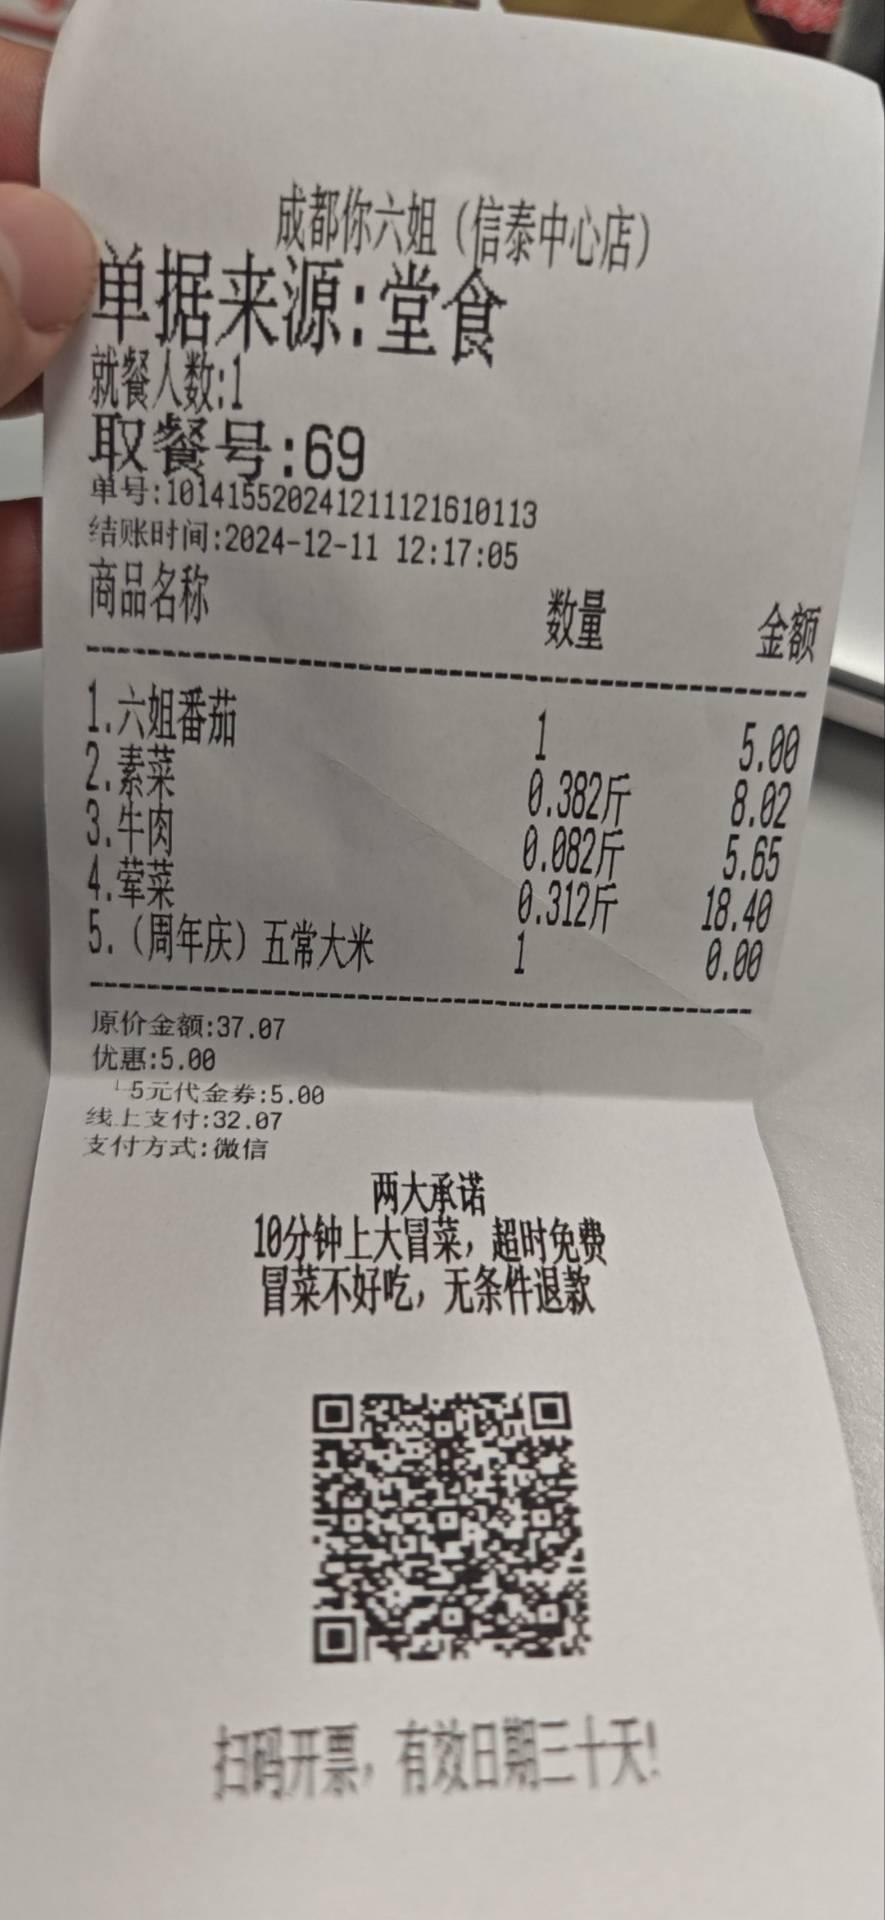 成都你六姐（信泰中心店）
单据来源:堂食
就餐人数:1
取餐号:69
单号:101415520241211121610113
结账时间:2024-12-11 12:17:05
商品名称 数量 金额
1.六姐番茄 1 5.00
2.素菜 0.382斤 8.02
3.牛肉 0.082斤 5.65
4.荤菜 0.312斤 18.40
5.（周年庆）五常大米 1 0.00
原价金额:37.07
优惠:5.00
└5元代金券:5.00
线上支付:32.07
支付方式:微信
两大承诺
10分钟上大冒菜，超时免费
冒菜不好吃，无条件退款
扫码开票，有效日期三十天!